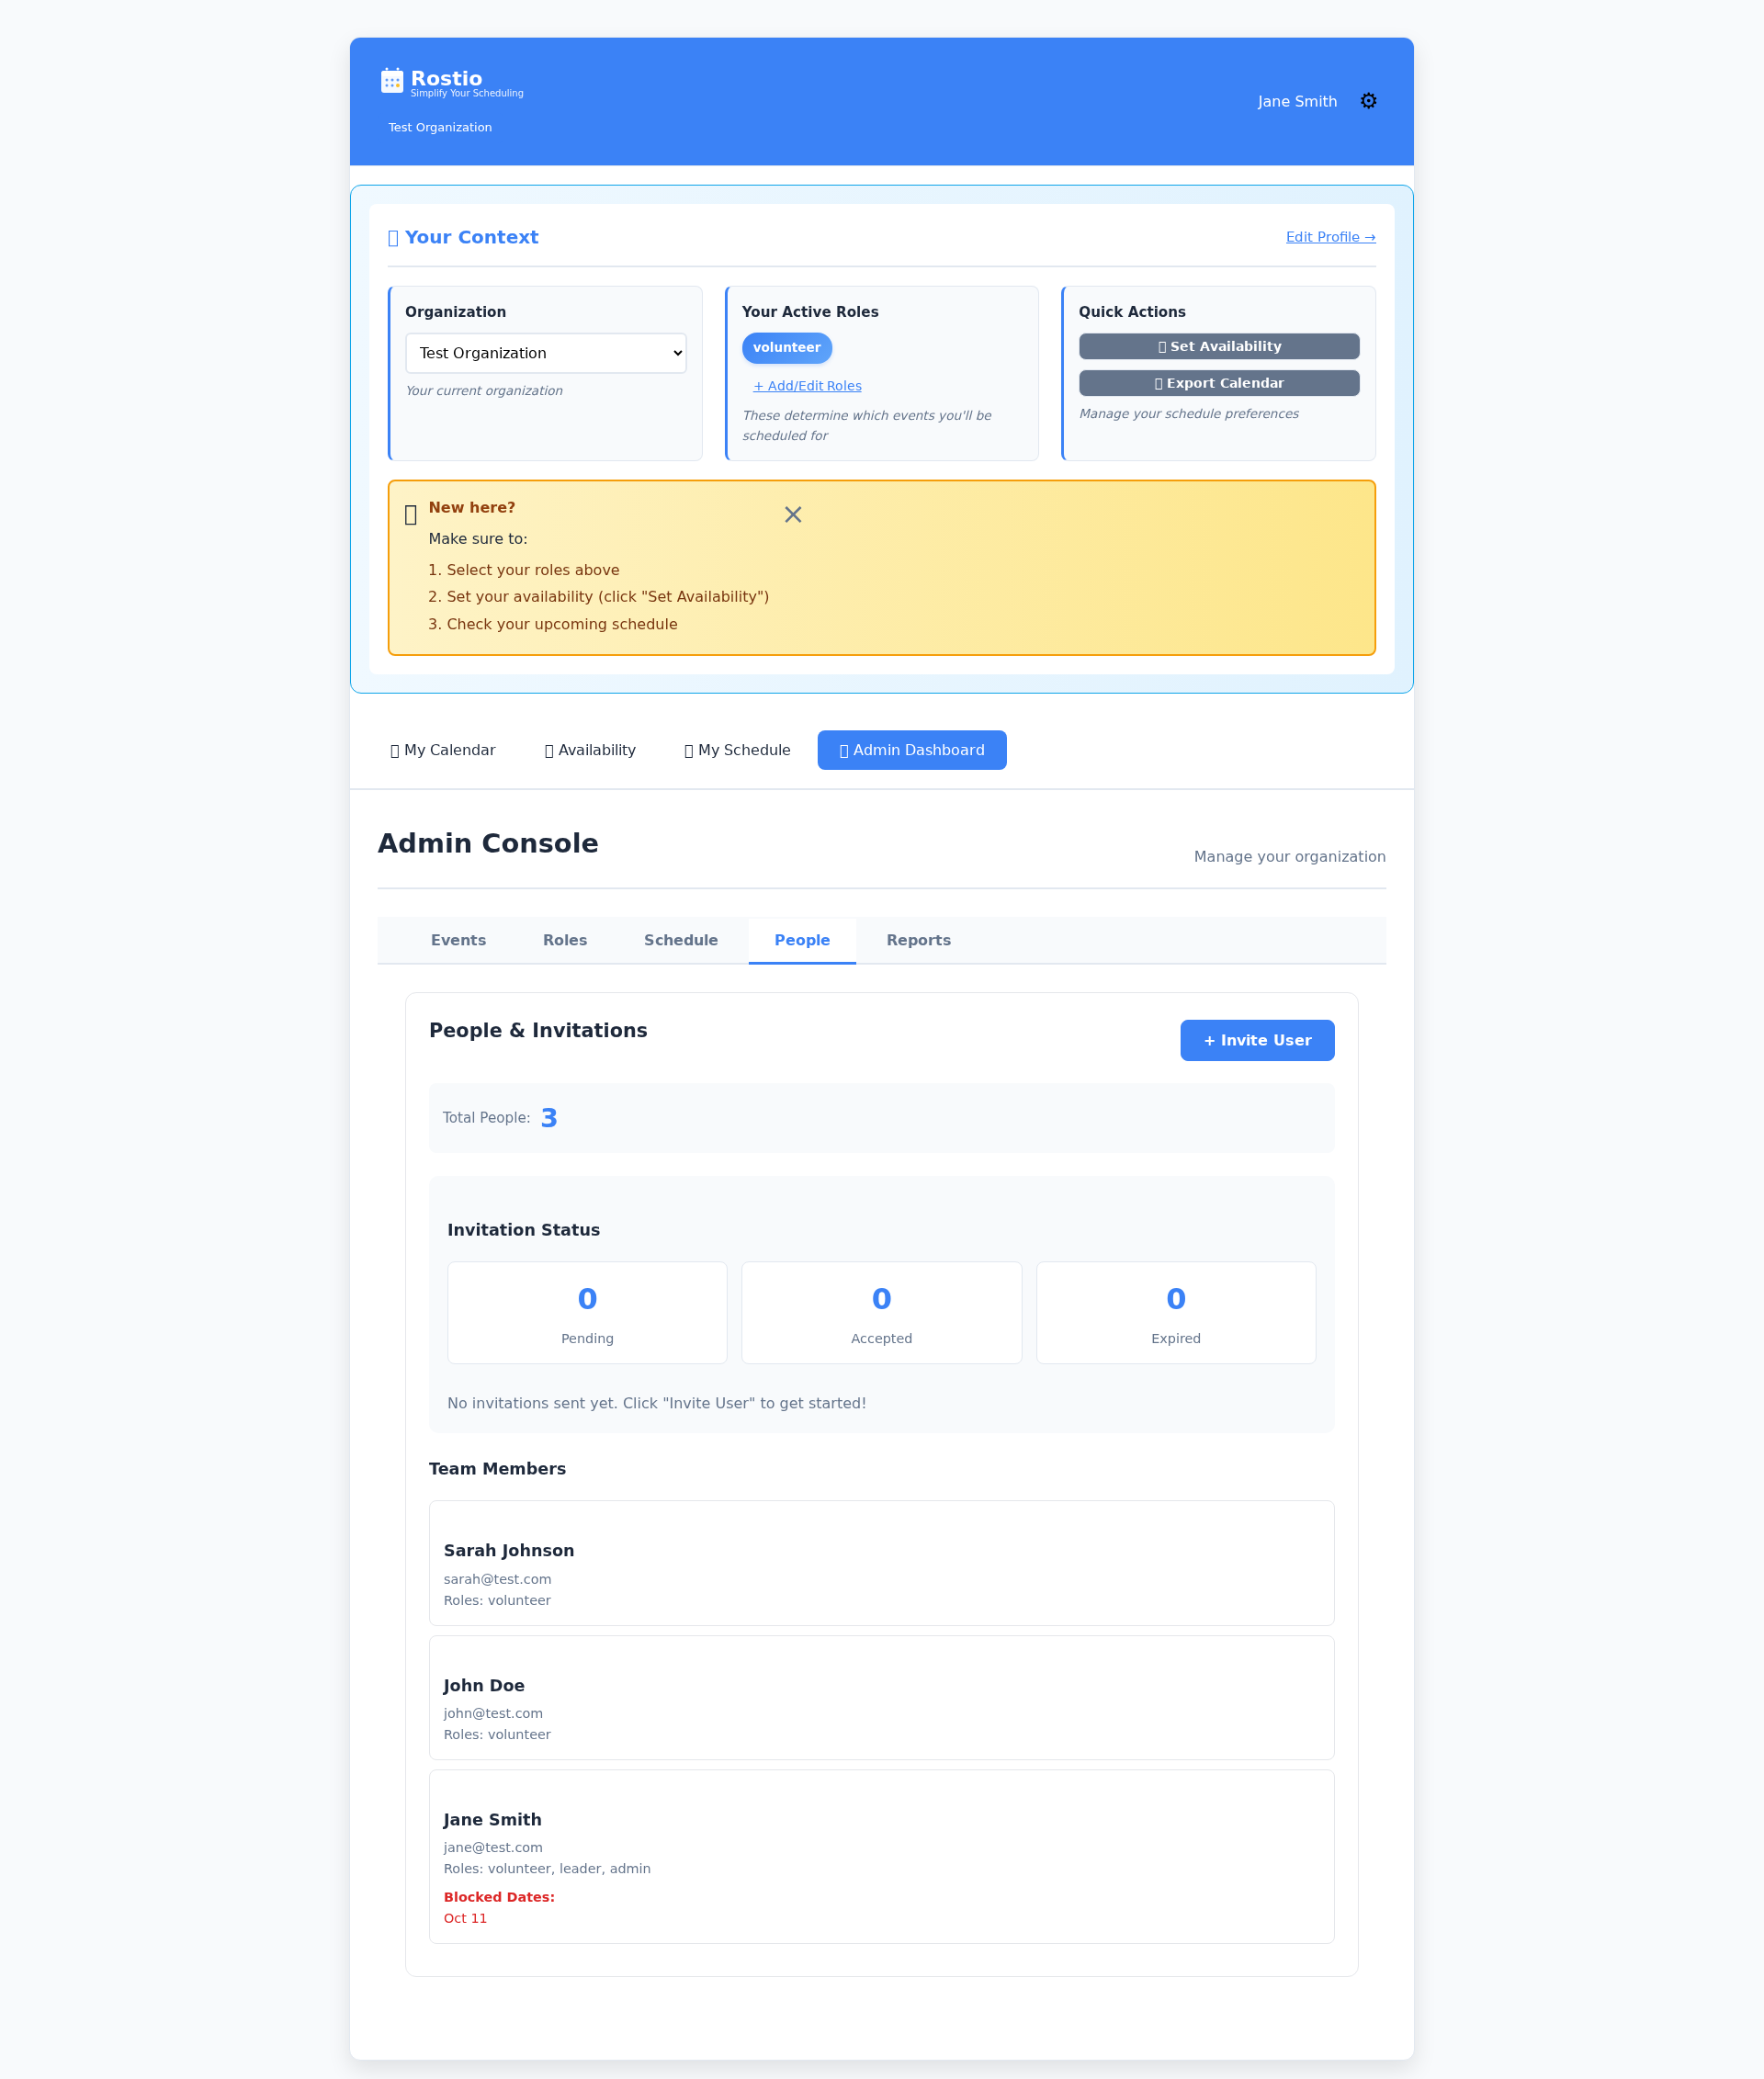 Rostio
Simplify Your Scheduling
Test Organization
Jane Smith
Your Context
Edit Profile →
Organization
Test Organization
Your current organization
Your Active Roles
volunteer
+ Add/Edit Roles
These determine which events you'll be
scheduled for
Quick Actions
Set Availability
Export Calendar
Manage your schedule preferences
New here?
Make sure to:
1. Select your roles above
2. Set your availability (click "Set Availability")
3. Check your upcoming schedule
My Calendar
Availability
My Schedule
Admin Dashboard
Admin Console
Manage your organization
Events
Roles
Schedule
People
Reports
People & Invitations
+ Invite User
Total People: 3
Invitation Status
0
Pending
0
Accepted
0
Expired
No invitations sent yet. Click "Invite User" to get started!
Team Members
Sarah Johnson
sarah@test.com
Roles: volunteer
John Doe
john@test.com
Roles: volunteer
Jane Smith
jane@test.com
Roles: volunteer, leader, admin
Blocked Dates:
Oct 11